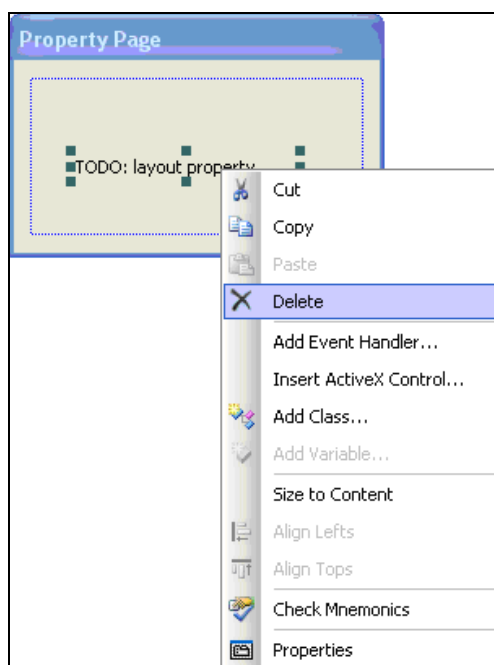 Property Page
TODO: layout property
Cut
Copy
Paste
Delete
Add Event Handler...
Insert ActiveX Control...
Add Class...
Add Variable...
Size to Content
Align Lefts
Align Tops
Check Mnemonics
Properties